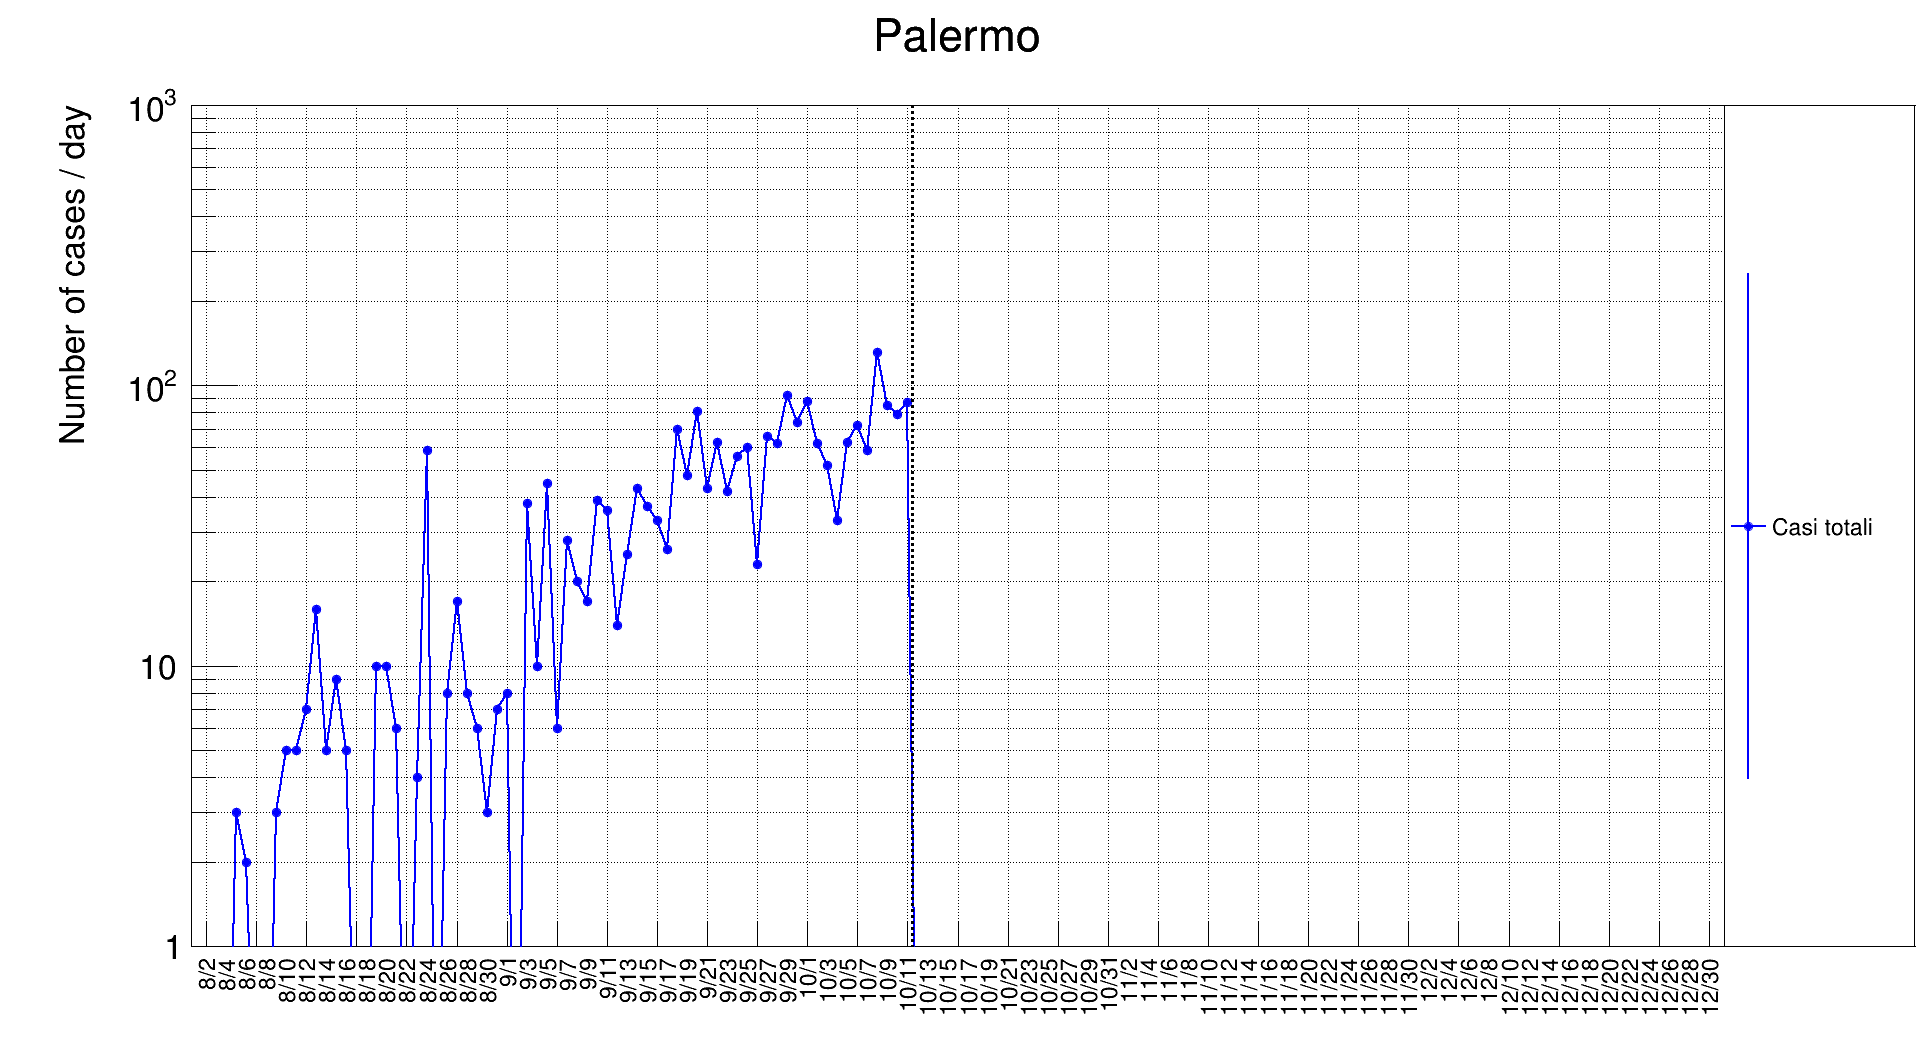 Palermo
Number of cases / day
10³
10²
10
1
8/2 8/4 8/6 8/8 8/10 8/12 8/14 8/16 8/18 8/20 8/22 8/24 8/26 8/28 8/30 9/1 9/3 9/5 9/7 9/9 9/11 9/13 9/15 9/17 9/19 9/21 9/23 9/25 9/27 9/29 10/1 10/3 10/5 10/7 10/9 10/11 10/13 10/15 10/17 10/19 10/21 10/23 10/25 10/27 10/29 10/31 11/2 11/4 11/6 11/8 11/10 11/12 11/14 11/16 11/18 11/20 11/22 11/24 11/26 11/28 11/30 12/2 12/4 12/6 12/8 12/10 12/12 12/14 12/16 12/18 12/20 12/22 12/24 12/26 12/28 12/30
Casi totali